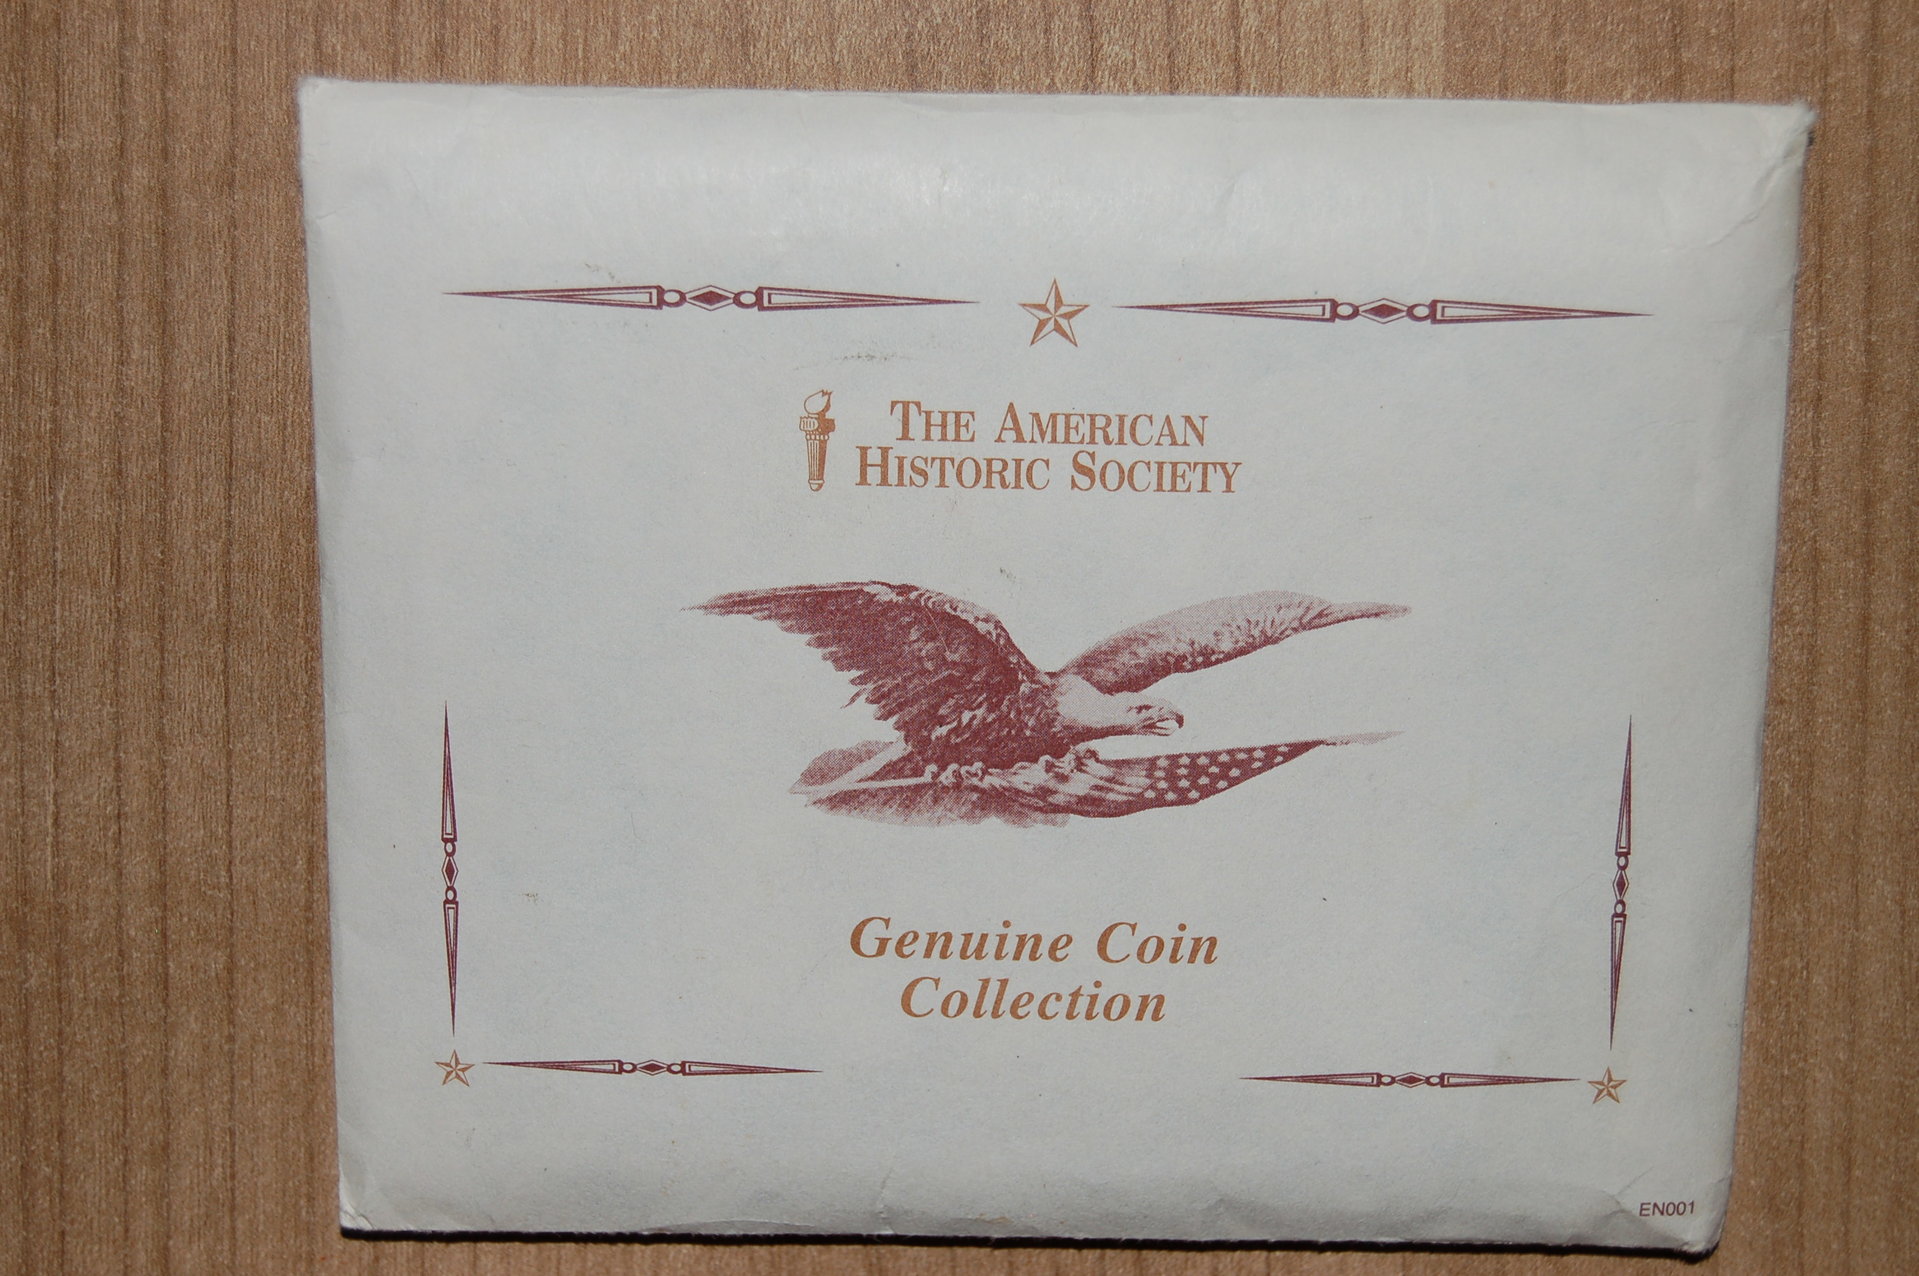 THE AMERICAN
HISTORIC SOCIETY
Genuine Coin
Collection
EN001